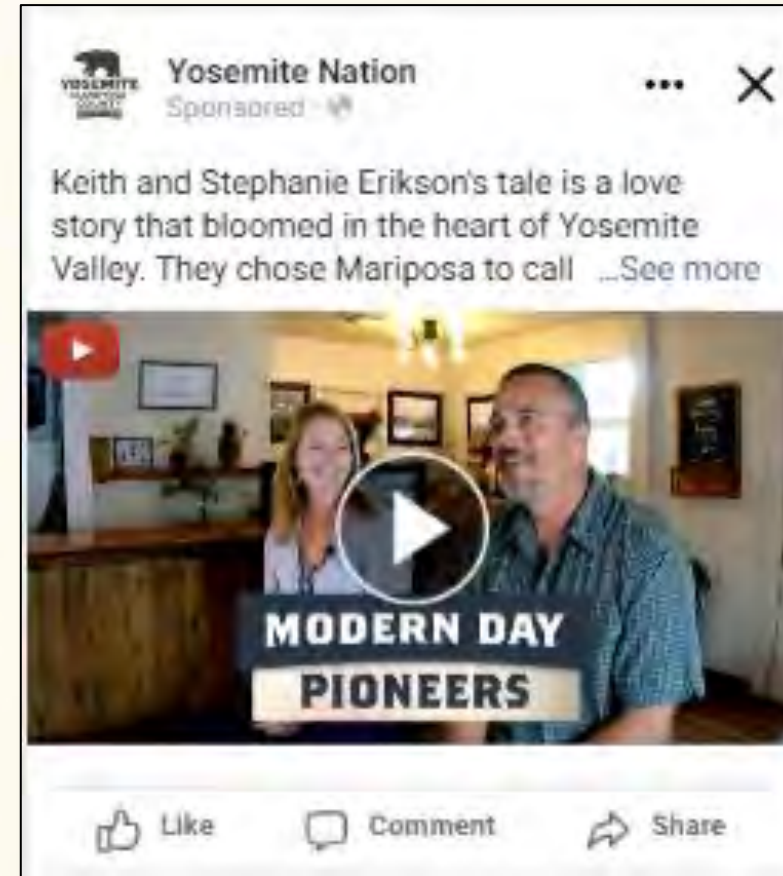 Yosemite Nation
YOSEMITE
Sponsored
Keith and Stephanie Erikson's tale is a love
story that bloomed in the heart of Yosemite
Valley. They chose Mariposa to call ...See more
MODERN DAY
PIONEERS
Like Comment Share